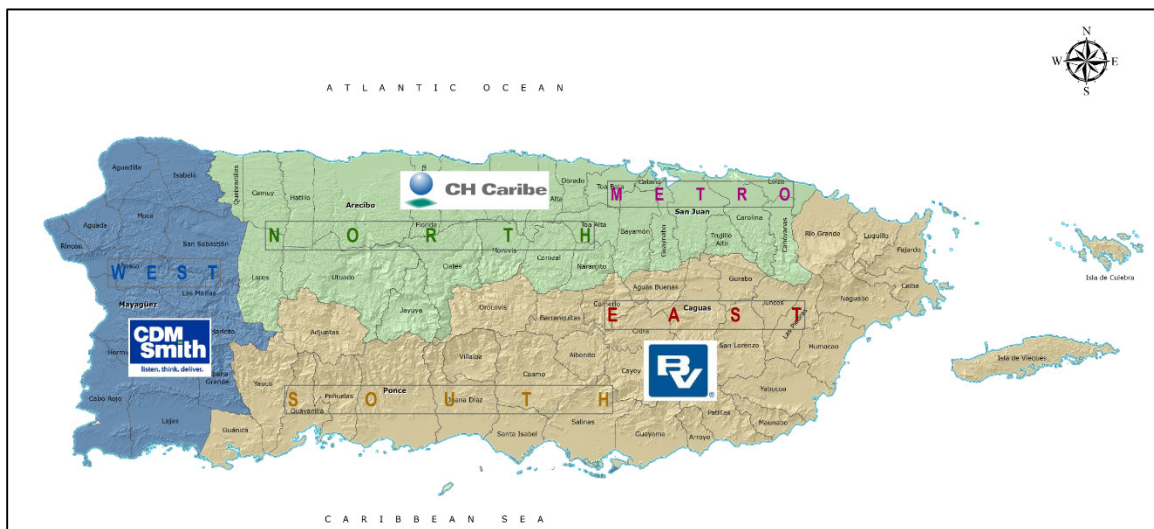 N
W E
S
ATLANTIC OCEAN
Aguadilla
Isabela
Quebradillas
Camuy
Hatillo
Arecibo
CH Caribe
Dorado
Toa Baja
Cataño
Loíza
METRO
Alta
San Juan
Moca
Aguada
Rincón
San Sebastián
Florida
Toa Alta
Bayamón
Guaynabo
Trujillo
Alto
Carolina
Canóvanas
Río Grande
Luquillo
Fajardo
Isla de Culebra
NORTH
Morovis
Corozal
Naranjito
Ceiba
WEST
Lares
Utuado
Ciales
Aguas Buenas
Gurabo
Las Marías
Mayagüez
Jayuya
Orocovis
Comerío
Caguas
Juncos
Naguabo
Barranquitas
EAST
Las Piedras
CDM
Smith
listen. think. deliver.
Maricao
Adjuntas
Cidra
Humacao
Villalba
Aibonito
San Lorenzo
Isla de Vieques
Yauco
Coamo
Cayey
BV
®
Yabucoa
Cabo Rojo
Peñuelas
Ponce
Juana Díaz
SOUTH
Guayanilla
Lajas
Guánica
Salinas
Patillas
Maunabo
Santa Isabel
Guayama
Arroyo
CARIBBEAN SEA